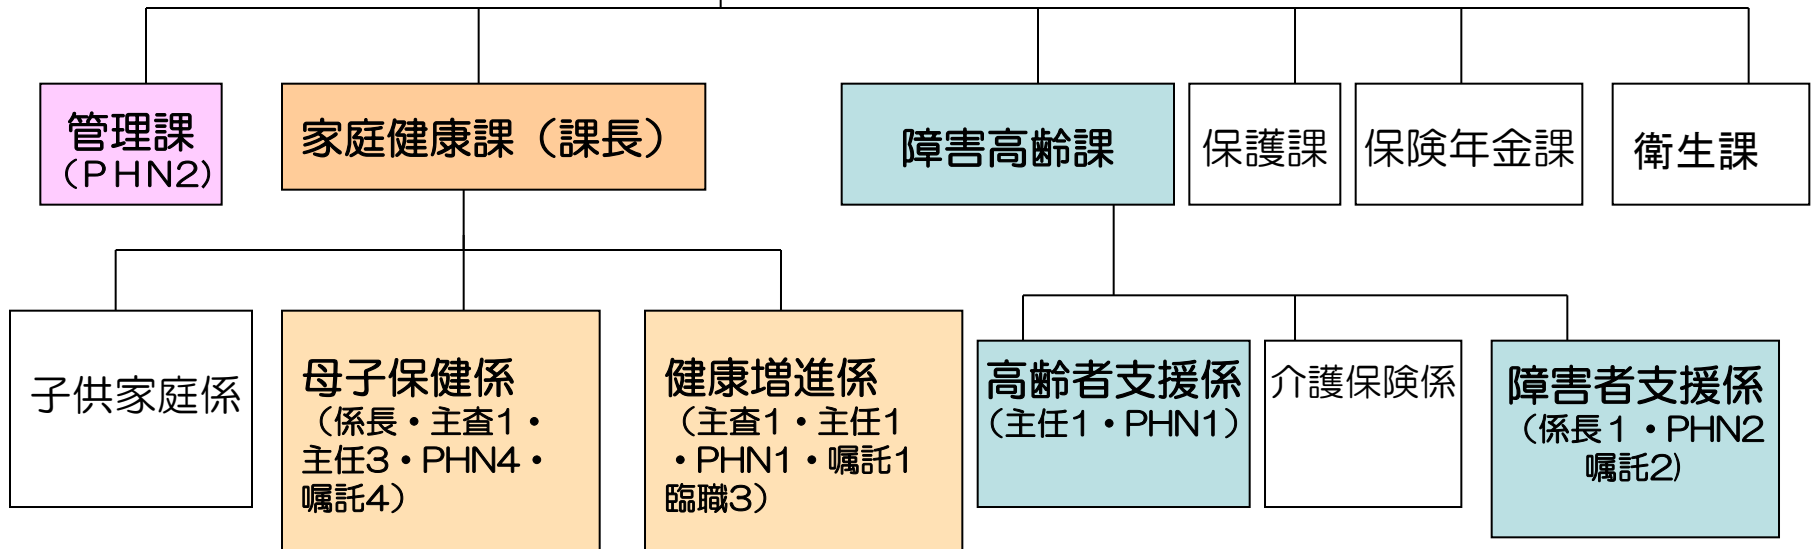 管理課
（PHN2)
家庭健康課（課長）
障害高齢課
保護課
保険年金課
衛生課
子供家庭係
母子保健係
（係長・主査1・
主任3・PHN4・
嘱託4）
健康増進係
（主査1・主任1
・PHN1・嘱託1
臨職3）
高齢者支援係
（主任1・PHN1）
介護保険係
障害者支援係
（係長１・PHN2
嘱託2)